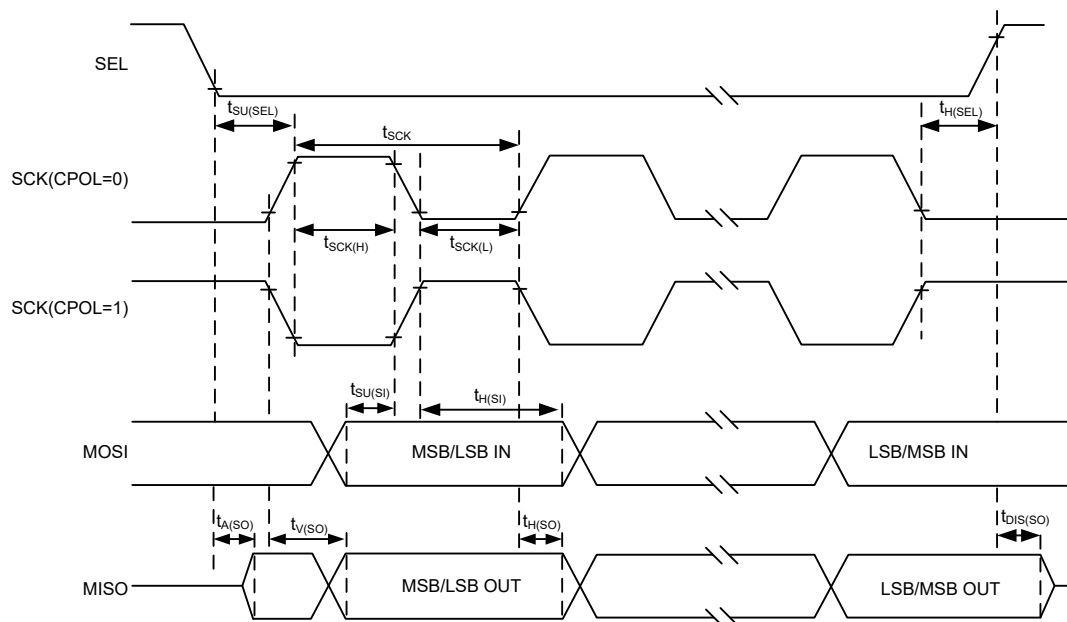 SEL
tSU(SEL)
tH(SEL)
tSCK
SCK(CPOL=0)
tSCK(H)
tSCK(L)
SCK(CPOL=1)
tSU(SI)
tH(SI)
MOSI
MSB/LSB IN
LSB/MSB IN
tA(SO)
tV(SO)
tH(SO)
tDIS(SO)
MISO
MSB/LSB OUT
LSB/MSB OUT